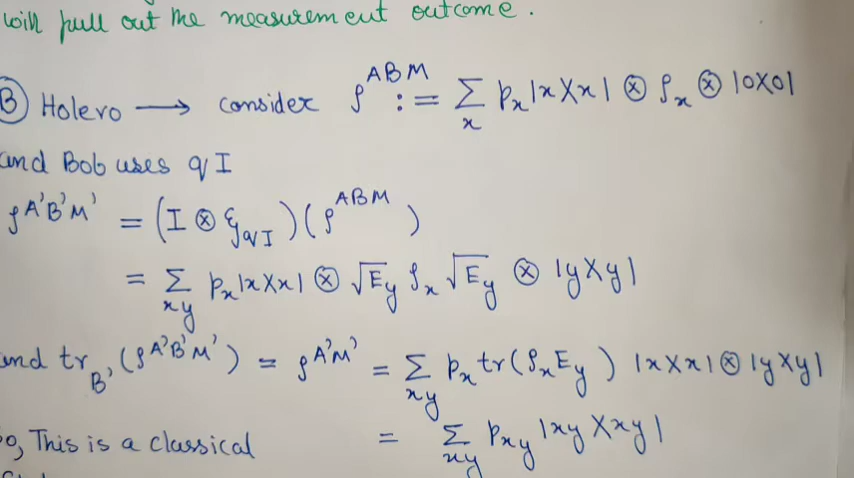 will pull out the measurement outcome.
(B) Holevo ⟶ consider ρ^{ABM} := Σ_x p_x |x⟩⟨x| ⊗ ρ_x ⊗ |0⟩⟨0|
and Bob uses qI
ρ^{A'B'M'} = (I ⊗ ξ_{qI})(ρ^{ABM})
= Σ_{xy} p_x |x⟩⟨x| ⊗ √E_y ρ_x √E_y ⊗ |y⟩⟨y|
and tr_{B'}(ρ^{A'B'M'}) = ρ^{A'M'} = Σ_{xy} p_x tr(ρ_x E_y) |x⟩⟨x| ⊗ |y⟩⟨y|
So, This is a classical = Σ_{xy} p_{xy} |xy⟩⟨xy|